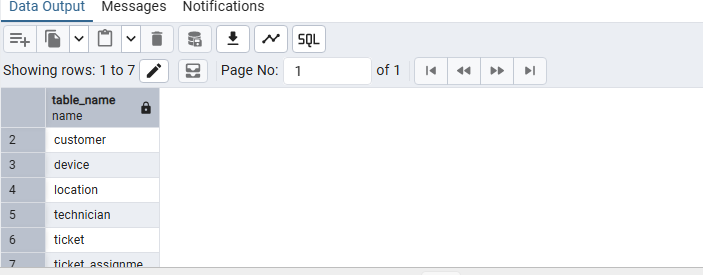 Data Output Messages Notifications
SQL
Showing rows: 1 to 7 Page No: 1 of 1
table_name
name
2 customer
3 device
4 location
5 technician
6 ticket
7 ticket_assignme